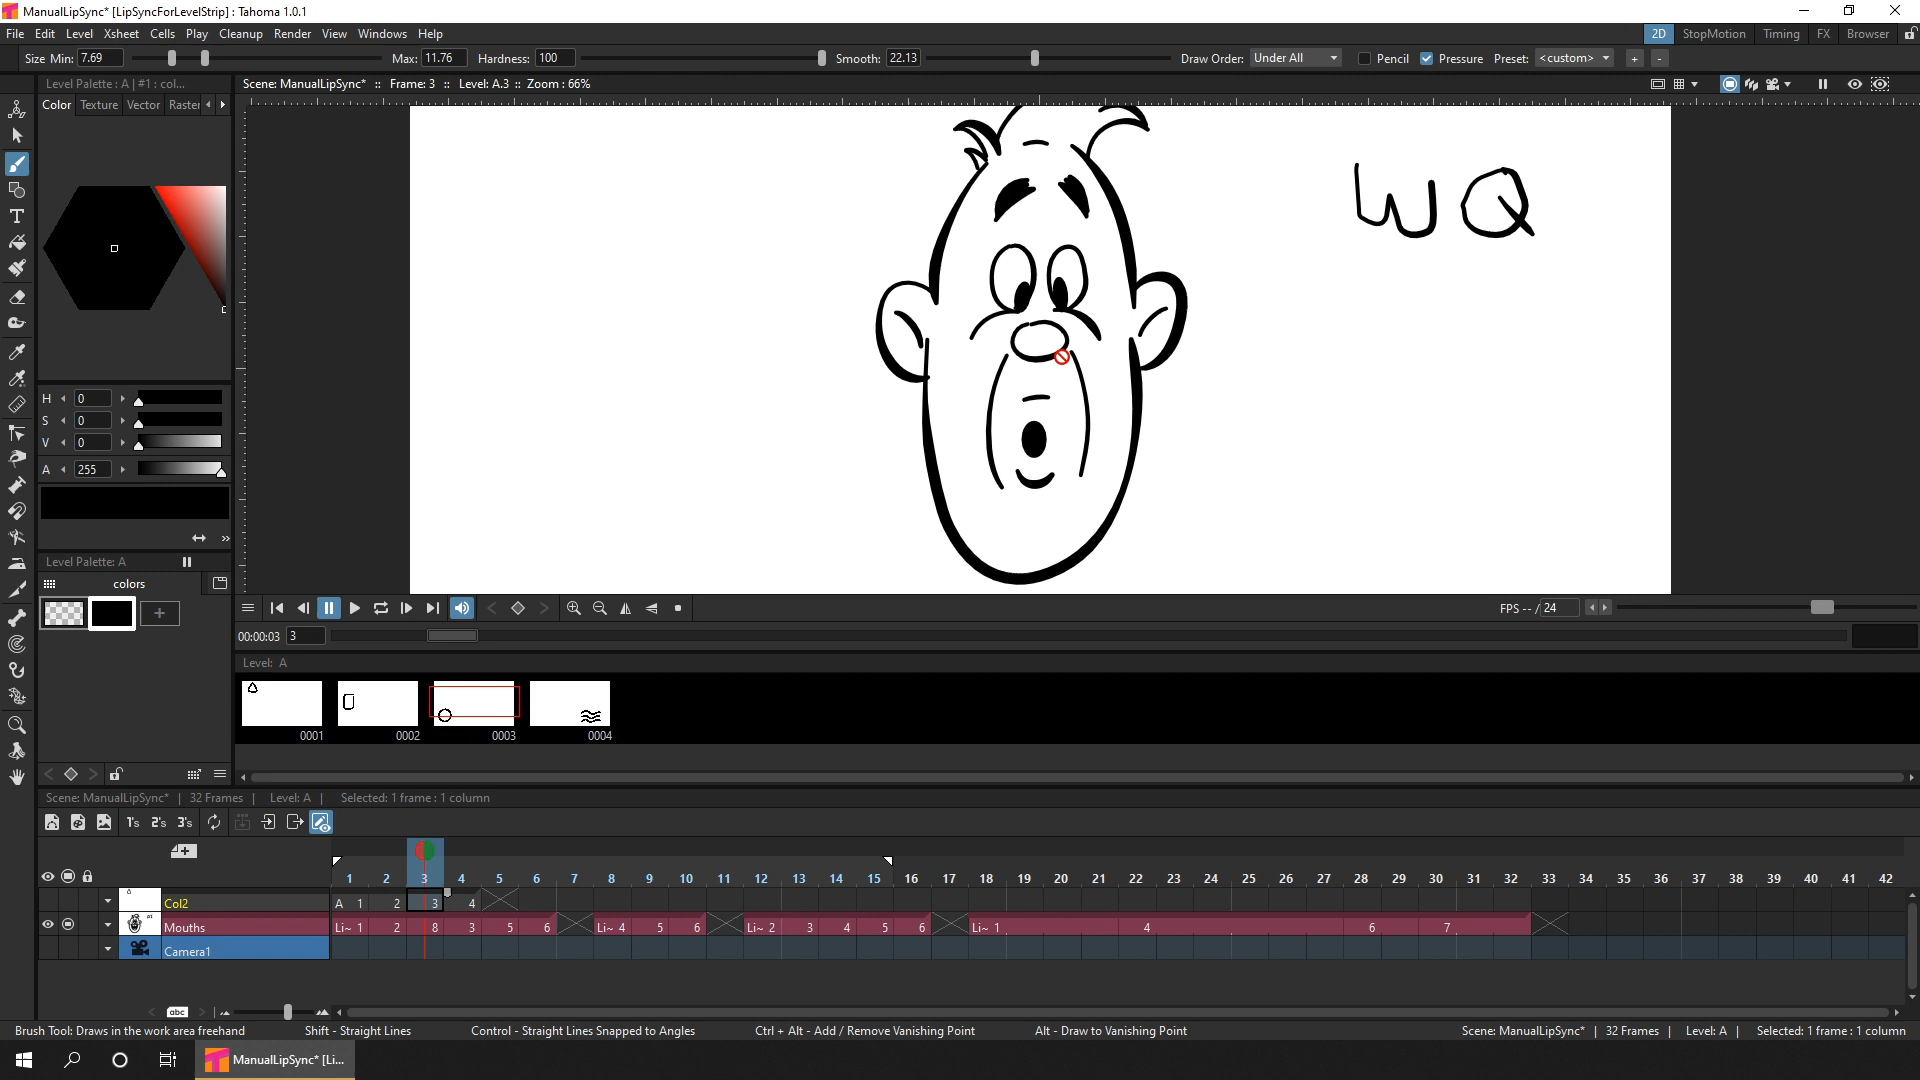 ManualLipSync* [LipSyncForLevelStrip] : Tahoma 1.0.1
File Edit Level Xsheet Cells Play Cleanup Render View Windows Help
2D StopMotion Timing FX Browser
Size Min: 7.69 Max: 11.76 Hardness: 100 Smooth: 22.13 Draw Order: Under All Pencil Pressure Preset: <custom> + -
Level Palette: A | #1 : col...
Scene: ManualLipSync* :: Frame: 3 :: Level: A.3 :: Zoom : 66%
Color Texture Vector Raster
W Q
H 0
S 0
V 0
A 255
Level Palette: A
colors
FPS -- / 24
00:00:03 3
Level: A
0001 0002 0003 0004
Scene: ManualLipSync* | 32 Frames | Level: A | Selected: 1 frame : 1 column
1's 2's 3's
1 2 3 4 5 6 7 8 9 10 11 12 13 14 15 16 17 18 19 20 21 22 23 24 25 26 27 28 29 30 31 32 33 34 35 36 37 38 39 40 41 42
Col2 A 1 2 3 4
Mouths Li~ 1 2 8 3 5 6 Li~ 4 5 6 Li~ 2 3 4 5 6 Li~ 1 4 6 7
Camera1
abc
Brush Tool: Draws in the work area freehand Shift - Straight Lines Control - Straight Lines Snapped to Angles Ctrl + Alt - Add / Remove Vanishing Point Alt - Draw to Vanishing Point Scene: ManualLipSync* | 32 Frames | Level: A | Selected: 1 frame : 1 column
ManualLipSync* [Li...